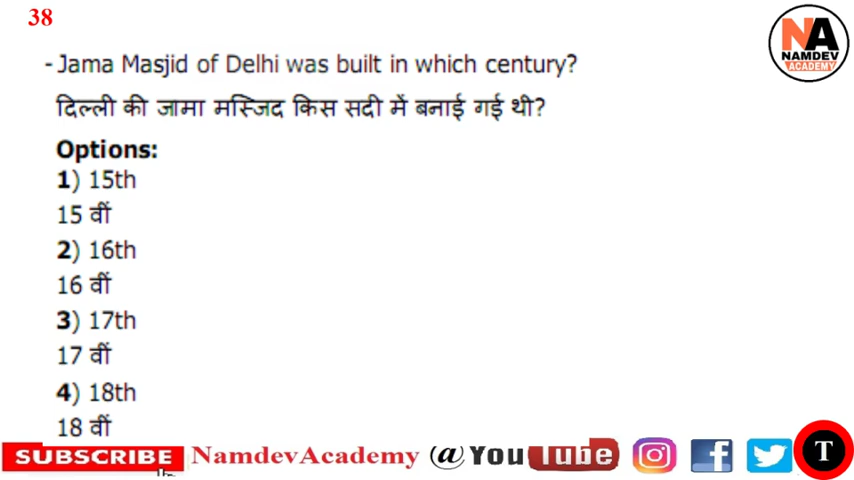 38
NA
NAMDEV
ACADEMY
- Jama Masjid of Delhi was built in which century?
दिल्ली की जामा मस्जिद किस सदी में बनाई गई थी?
Options:
1) 15th
15 वीं
2) 16th
16 वीं
3) 17th
17 वीं
4) 18th
18 वीं
SUBSCRIBE NamdevAcademy @YouTube f T